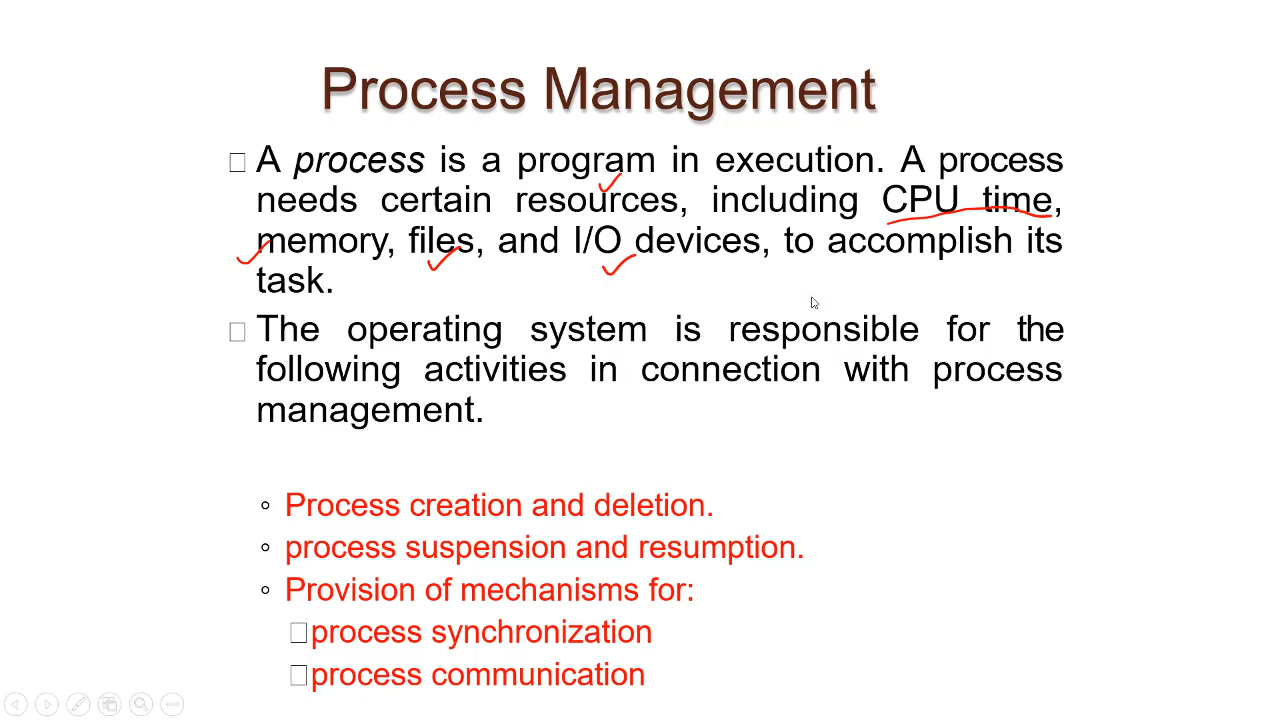 Process Management
A process is a program in execution. A process
needs certain resources, including CPU time,
memory, files, and I/O devices, to accomplish its
task.
The operating system is responsible for the
following activities in connection with process
management.
Process creation and deletion.
process suspension and resumption.
Provision of mechanisms for:
process synchronization
process communication